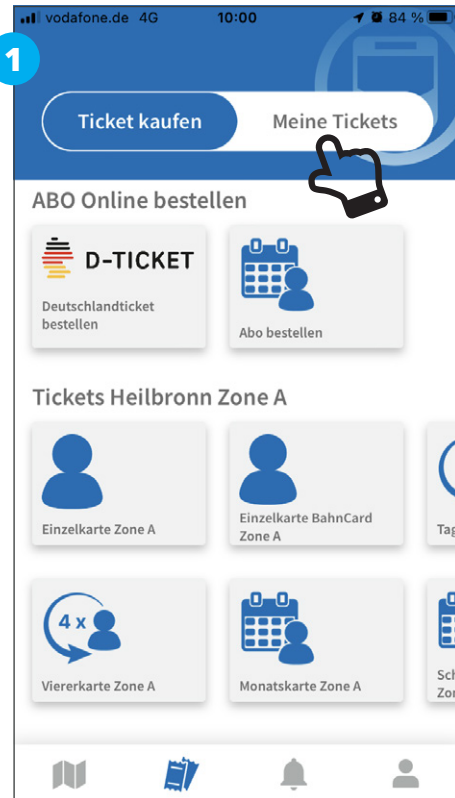 vodafone.de 4G 10:00 84 %
1
Ticket kaufen Meine Tickets
ABO Online bestellen
D-TICKET
Deutschlandticket
bestellen
Abo bestellen
Tickets Heilbronn Zone A
Einzelkarte Zone A
Einzelkarte BahnCard
Zone A
Tag
4 x
Viererkarte Zone A
Monatskarte Zone A
Sch
Zon